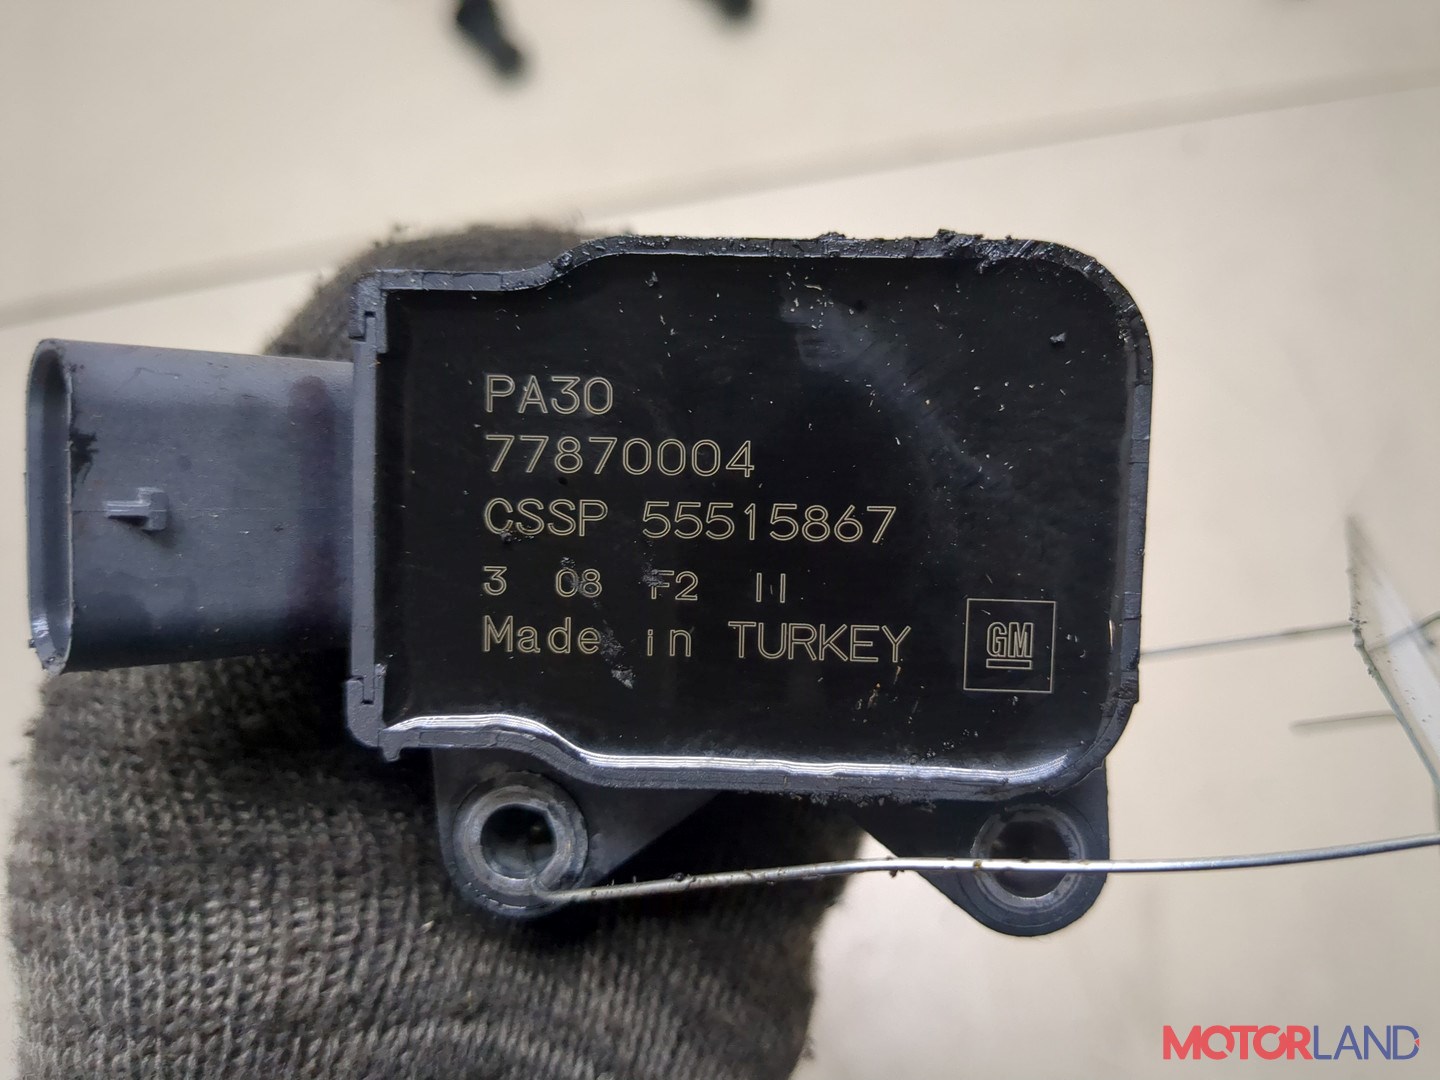 PA30
77870004
CSSP 55515867
3 08 F2 11
Made in TURKEY
GM
MOTORLAND